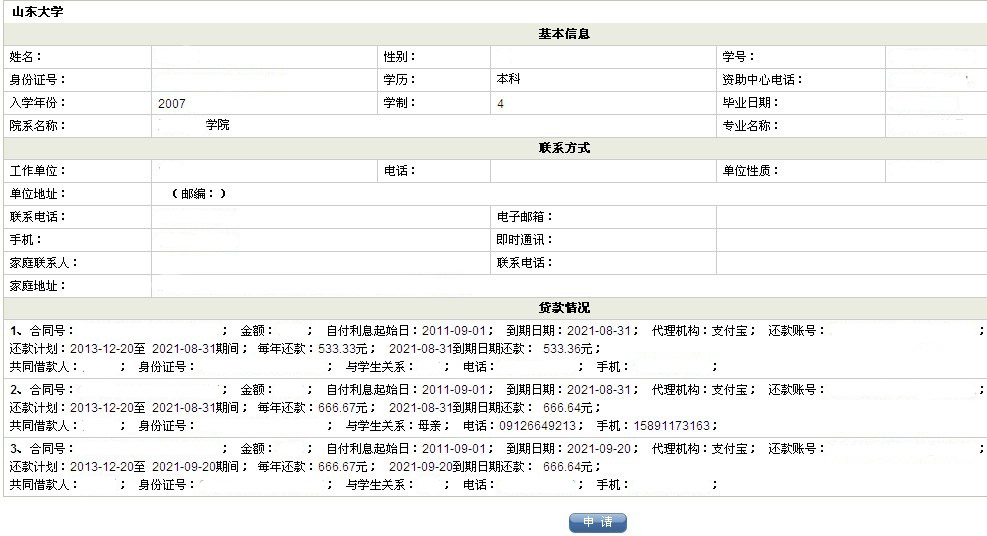 山东大学
基本信息
姓名： 性别： 学号：
身份证号： 学历： 本科 资助中心电话：
入学年份： 2007 学制： 4 毕业日期：
院系名称： 学院 专业名称：
联系方式
工作单位： 电话： 单位性质：
单位地址： （邮编：）
联系电话： 电子邮箱：
手机： 即时通讯：
家庭联系人： 联系电话：
家庭地址：
贷款情况
1、合同号： ； 金额： ； 自付利息起始日：2011-09-01； 到期日期：2021-08-31； 代理机构：支付宝； 还款账号： ；
还款计划：2013-12-20至 2021-08-31期间； 每年还款：533.33元； 2021-08-31到期日期还款： 533.36元；
共同借款人： ； 身份证号： ； 与学生关系： ； 电话： ； 手机： ；
2、合同号： ； 金额： ； 自付利息起始日：2011-09-01； 到期日期：2021-08-31； 代理机构：支付宝； 还款账号： ；
还款计划：2013-12-20至 2021-08-31期间； 每年还款：666.67元； 2021-08-31到期日期还款： 666.64元；
共同借款人： ； 身份证号： ； 与学生关系：母亲； 电话：09126649213； 手机：15891173163；
3、合同号： ； 金额： ； 自付利息起始日：2011-09-01； 到期日期：2021-09-20； 代理机构：支付宝； 还款账号： ；
还款计划：2013-12-20至 2021-09-20期间； 每年还款：666.67元； 2021-09-20到期日期还款： 666.64元；
共同借款人： ； 身份证号： ； 与学生关系： ； 电话： ； 手机： ；
申 请